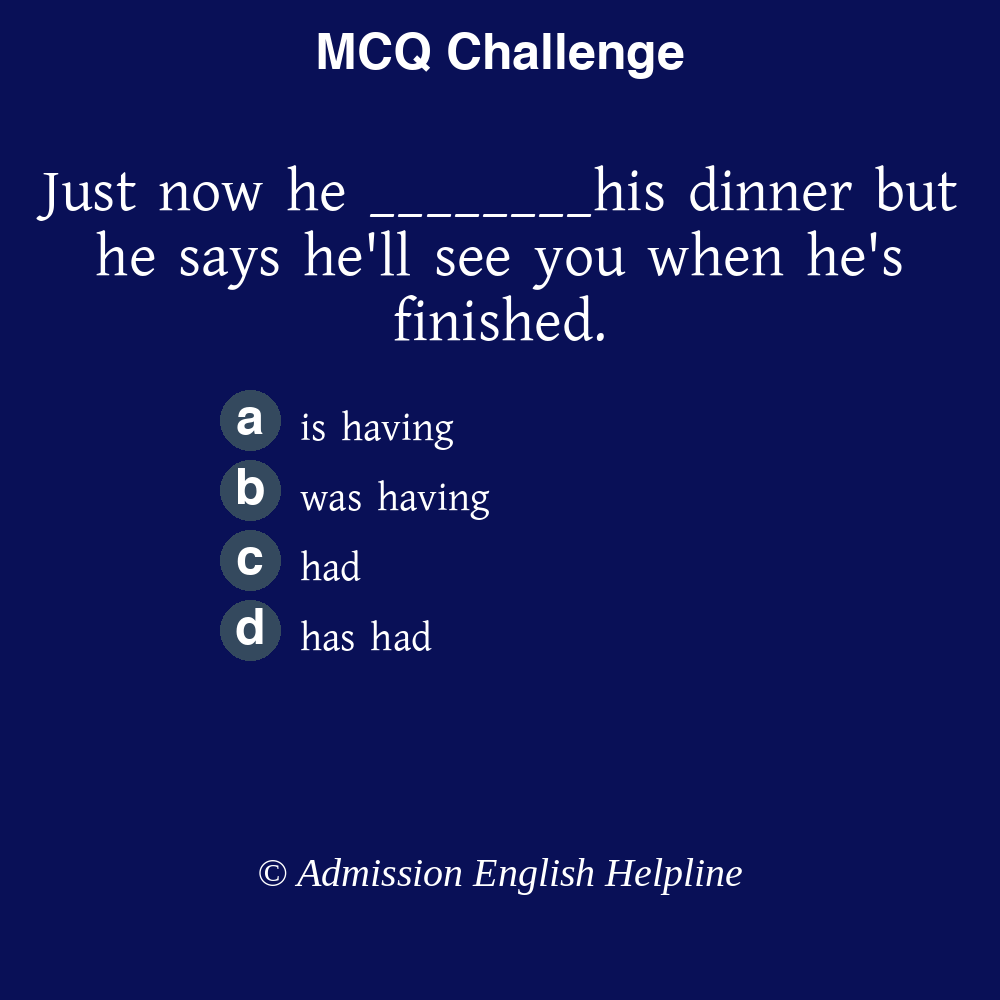 MCQ Challenge
Just now he ________his dinner but
he says he'll see you when he's
finished.
a is having
b was having
c had
d has had
© Admission English Helpline